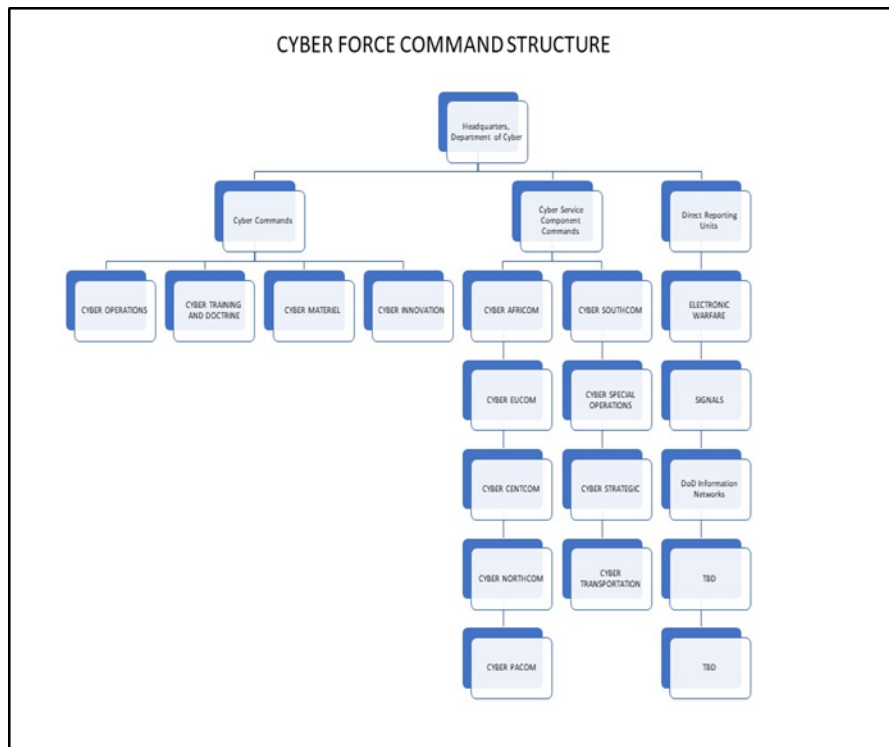 CYBER FORCE COMMAND STRUCTURE
Headquarters,
Department of Cyber
Cyber Commands
Cyber Service
Component
Commands
Direct Reporting
Units
CYBER OPERATIONS
CYBER TRAINING
AND DOCTRINE
CYBER MATERIEL
CYBER INNOVATION
CYBER AFRICOM
CYBER SOUTHCOM
ELECTRONIC
WARFARE
CYBER EUCOM
CYBER SPECIAL
OPERATIONS
SIGNALS
CYBER CENTCOM
CYBER STRATEGIC
DoD Information
Networks
CYBER NORTHCOM
CYBER
TRANSPORTATION
TBD
CYBER PACOM
TBD